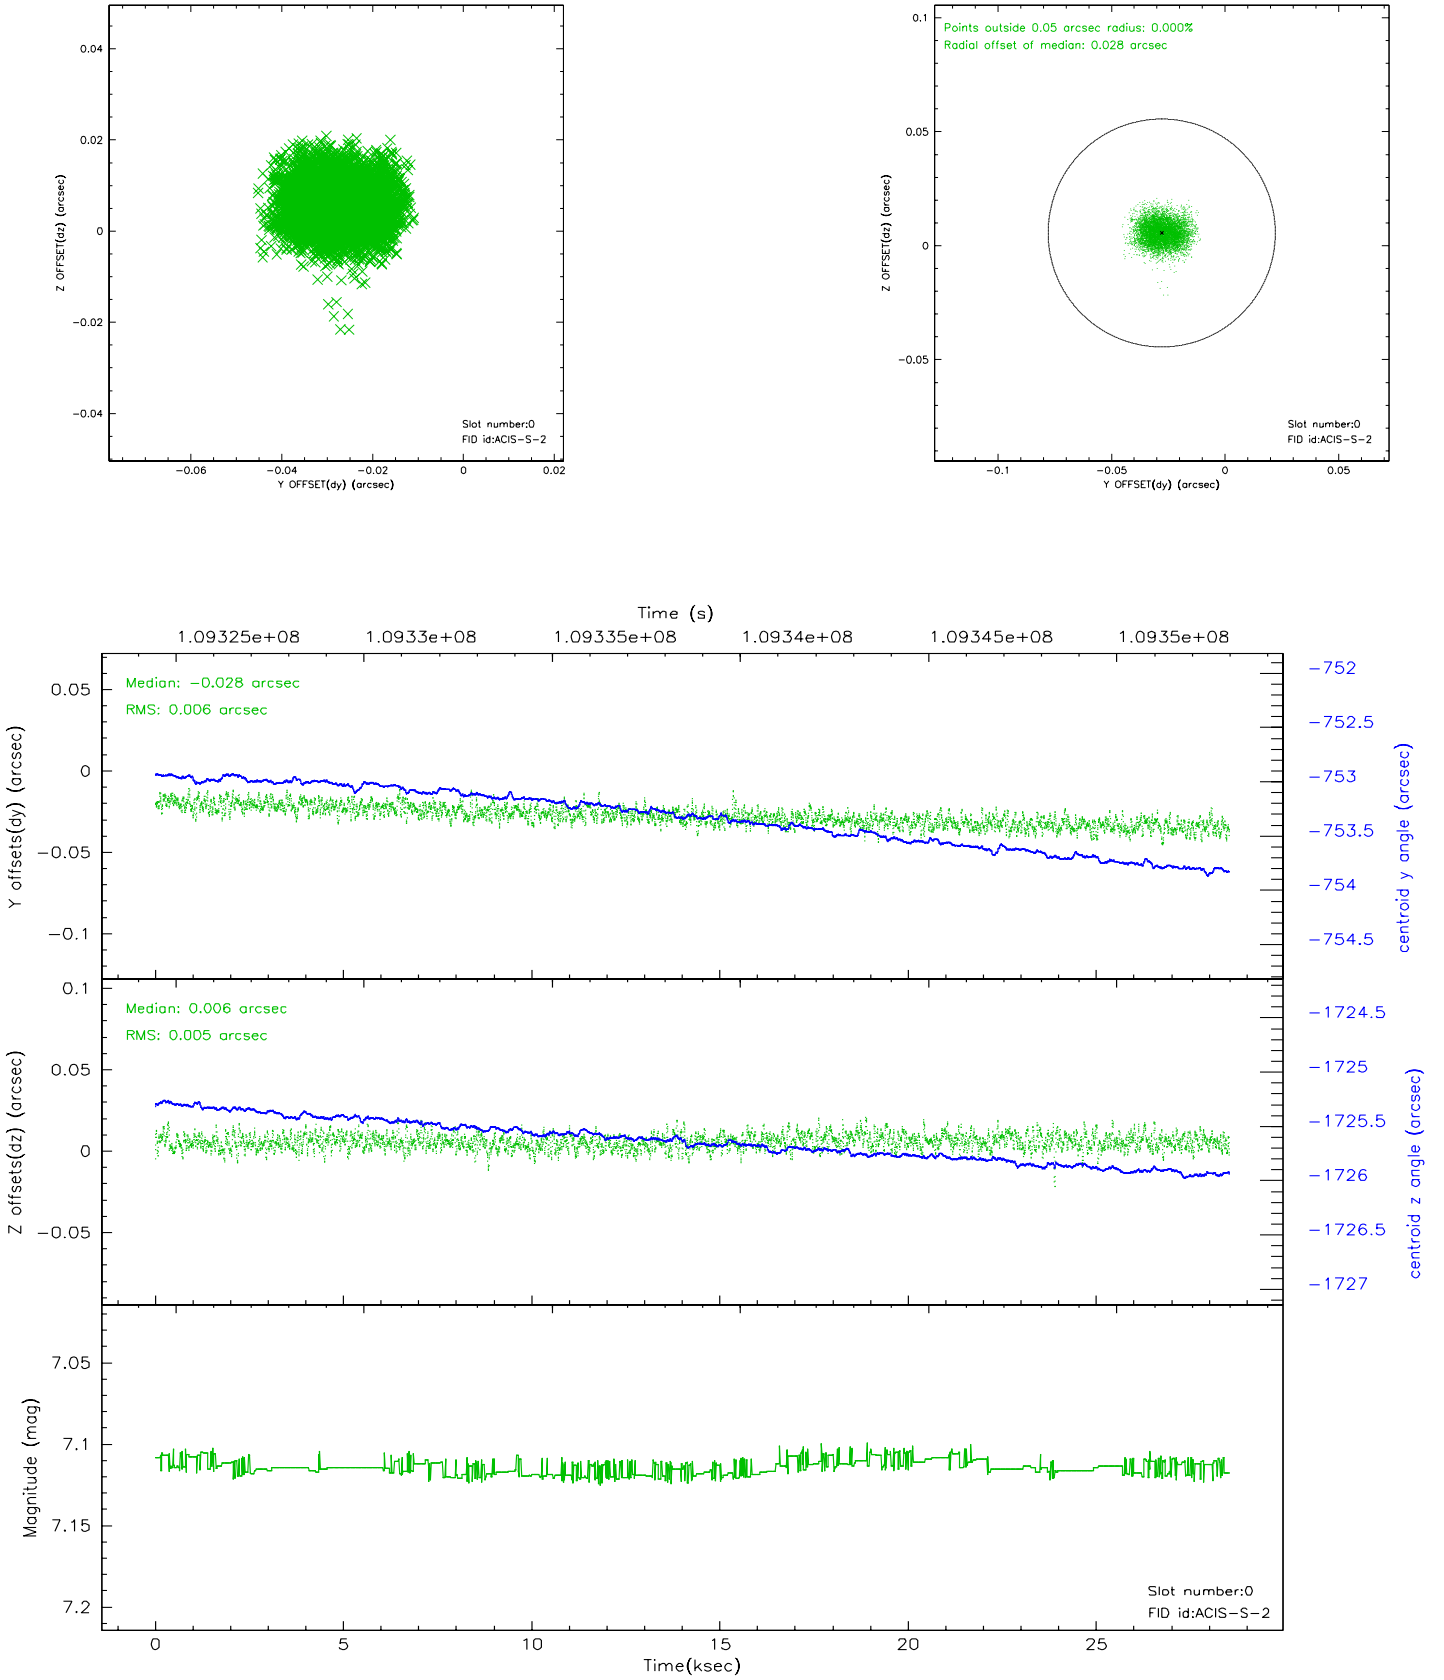 0.04
0.02
0
-0.02
-0.04
Z OFFSET(dz) (arcsec)
Slot number:0
FID id:ACIS-S-2
-0.06
-0.04
-0.02
0
0.02
Y OFFSET(dy) (arcsec)
Points outside 0.05 arcsec radius: 0.000%
Radial offset of median: 0.028 arcsec
0.1
0.05
0
-0.05
Z OFFSET(dz) (arcsec)
Slot number:0
FID id:ACIS-S-2
-0.1
-0.05
0
0.05
Y OFFSET(dy) (arcsec)
Time (s)
1.09325e+08
1.0933e+08
1.09335e+08
1.0934e+08
1.09345e+08
1.0935e+08
Median: -0.028 arcsec
RMS: 0.006 arcsec
0.05
0
-0.05
-0.1
Y offsets(dy) (arcsec)
-752
-752.5
-753
-753.5
-754
-754.5
centroid y angle (arcsec)
Median: 0.006 arcsec
RMS: 0.005 arcsec
0.1
0.05
0
-0.05
Z offsets(dz) (arcsec)
-1724.5
-1725
-1725.5
-1726
-1726.5
-1727
centroid z angle (arcsec)
7.05
7.1
7.15
7.2
Magnitude (mag)
Slot number:0
FID id:ACIS-S-2
0
5
10
15
20
25
Time(ksec)